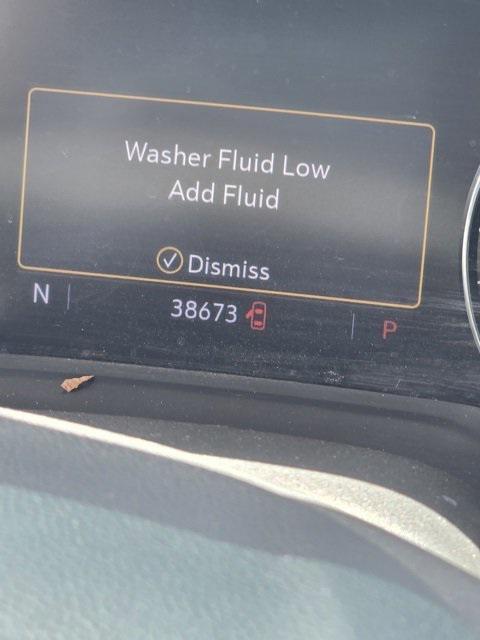 Washer Fluid Low
Add Fluid
Dismiss
N
38673
P